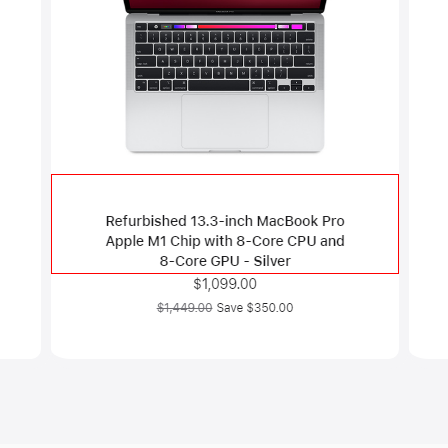 Refurbished 13.3-inch MacBook Pro
Apple M1 Chip with 8-Core CPU and
8-Core GPU - Silver
$1,099.00
$1,449.00 Save $350.00